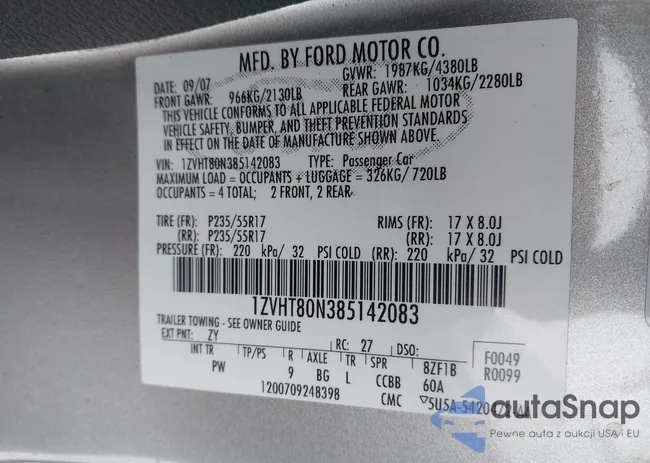 MFD. BY FORD MOTOR CO.
DATE: 09/07 GVWR: 1987KG/4380LB
FRONT GAWR: 966KG/2130LB REAR GAWR: 1034KG/2280LB
THIS VEHICLE CONFORMS TO ALL APPLICABLE FEDERAL MOTOR
VEHICLE SAFETY, BUMPER, AND THEFT PREVENTION STANDARDS
IN EFFECT ON THE DATE OF MANUFACTURE SHOWN ABOVE.
VIN: 1ZVHT80N385142083 TYPE: Passenger Car
MAXIMUM LOAD = OCCUPANTS + LUGGAGE = 326KG/ 720LB
OCCUPANTS = 4 TOTAL; 2 FRONT, 2 REAR
TIRE (FR): P235/55R17 RIMS (FR): 17 X 8.0J
(RR): P235/55R17 (RR): 17 X 8.0J
PRESSURE (FR): 220 kPa/ 32 PSI COLD (RR): 220 kPa/ 32 PSI COLD
1ZVHT80N385142083
TRAILER TOWING - SEE OWNER GUIDE
EXT PNT: ZY RC: 27 DSO: F0049
INT TR TP/PS R AXLE TR SPR 8ZF1B R0099
PW 9 BG L CCBB 60A
1200709248398 CMC
autaSnap
Pewne auta z aukcji USA i EU